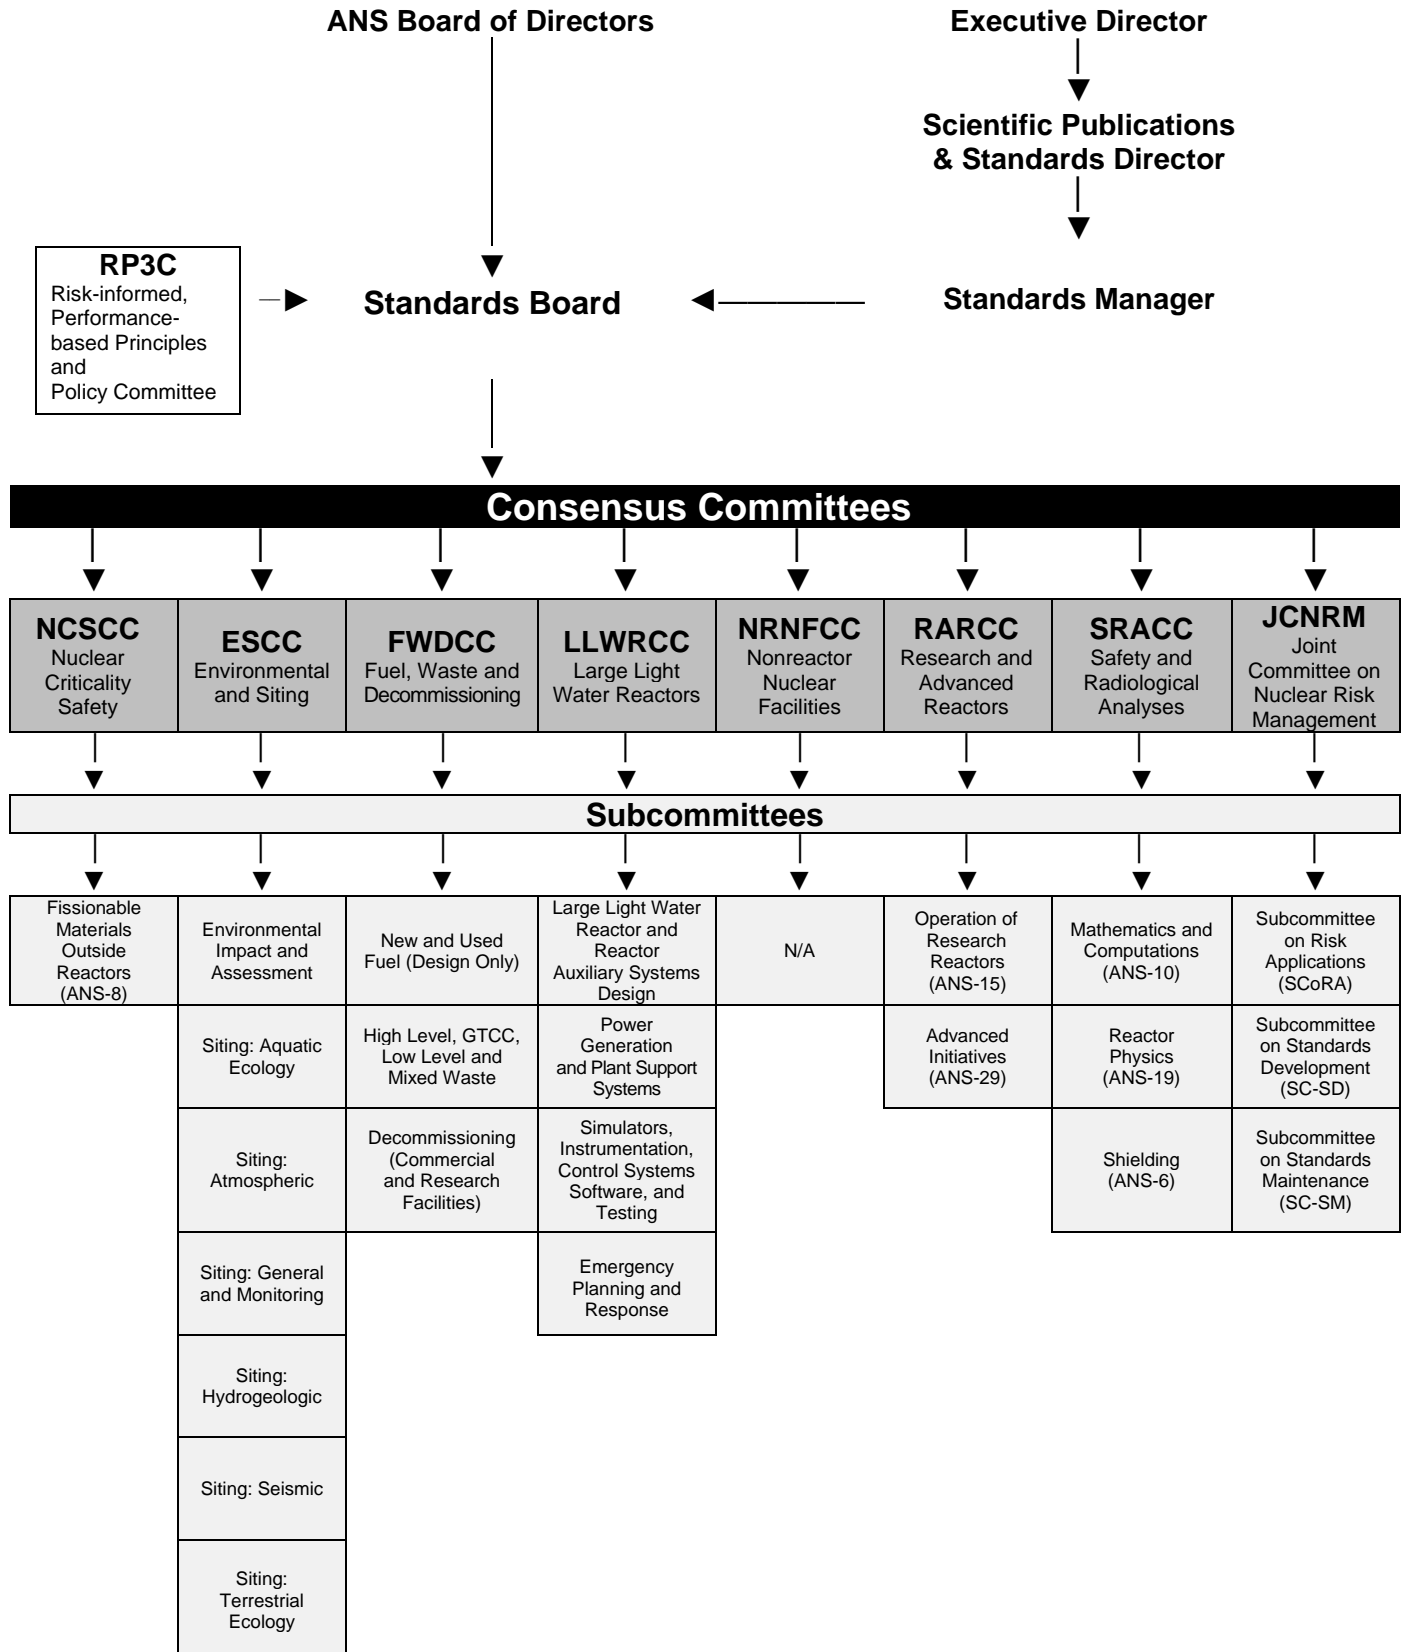 ANS Board of Directors
Executive Director
Scientific Publications
& Standards Director
RP3C
Risk-informed,
Performance-
based Principles
and
Policy Committee
Standards Board
Standards Manager
Consensus Committees
NCSCC
Nuclear
Criticality
Safety
ESCC
Environmental
and Siting
FWDCC
Fuel, Waste and
Decommissioning
LLWRCC
Large Light
Water Reactors
NRNFCC
Nonreactor
Nuclear
Facilities
RARCC
Research and
Advanced
Reactors
SRACC
Safety and
Radiological
Analyses
JCNRM
Joint
Committee on
Nuclear Risk
Management
Subcommittees
Fissionable
Materials
Outside
Reactors
(ANS-8)
Environmental
Impact and
Assessment
New and Used
Fuel (Design Only)
Large Light Water
Reactor and
Reactor
Auxiliary Systems
Design
N/A
Operation of
Research
Reactors
(ANS-15)
Mathematics and
Computations
(ANS-10)
Subcommittee
on Risk
Applications
(SCoRA)
Siting: Aquatic
Ecology
High Level, GTCC,
Low Level and
Mixed Waste
Power
Generation
and Plant Support
Systems
Advanced
Initiatives
(ANS-29)
Reactor
Physics
(ANS-19)
Subcommittee
on Standards
Development
(SC-SD)
Siting:
Atmospheric
Decommissioning
(Commercial
and Research
Facilities)
Simulators,
Instrumentation,
Control Systems
Software, and
Testing
Shielding
(ANS-6)
Subcommittee
on Standards
Maintenance
(SC-SM)
Siting: General
and Monitoring
Emergency
Planning and
Response
Siting:
Hydrogeologic
Siting: Seismic
Siting:
Terrestrial
Ecology